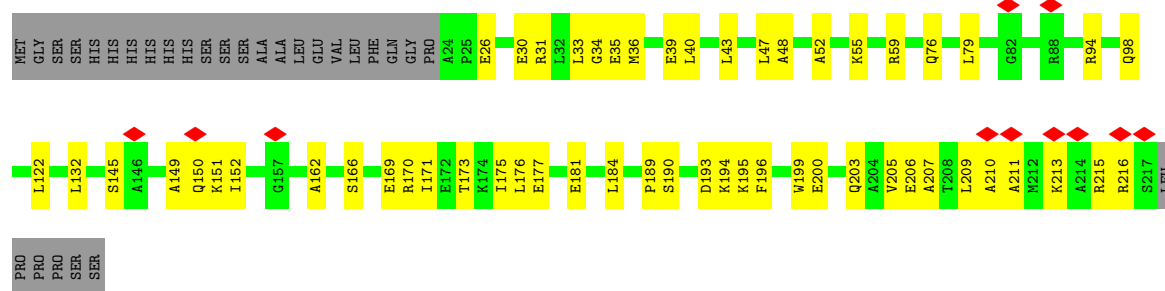 MET GLY SER SER HIS HIS HIS HIS HIS HIS SER SER SER ALA ALA LEU GLU VAL LEU PHE GLN GLY PRO A24 P25 E26 E30 R31 L32 L33 G34 E35 M36 E39 L40 L43 L47 A48 A52 K55 R59 Q76 L79 G82 R88 R94 Q98
L122 L132 S145 A146 A149 Q150 K151 I152 G157 A162 S166 E169 R170 I171 E172 T173 K174 I175 L176 E177 E181 L184 P189 S190 D193 K194 K195 F196 W199 E200 Q203 A204 V205 E206 A207 T208 L209 A210 A211 M212 K213 A214 R215 R216 S217 LEU
PRO PRO PRO SER SER